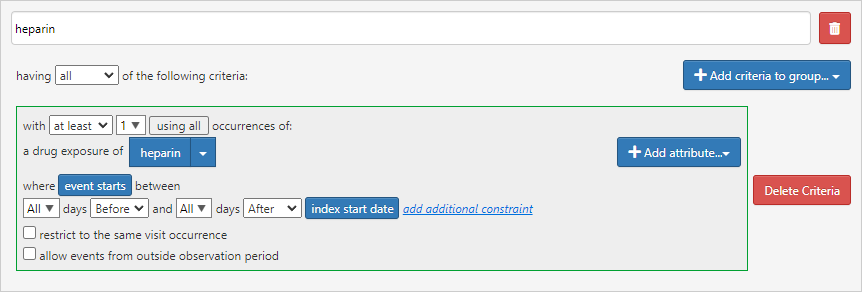 heparin
having all of the following criteria:
Add criteria to group...
with at least 1 using all occurrences of:
a drug exposure of heparin
Add attribute...
where event starts between
All days Before and All days After index start date add additional constraint
restrict to the same visit occurrence
allow events from outside observation period
Delete Criteria